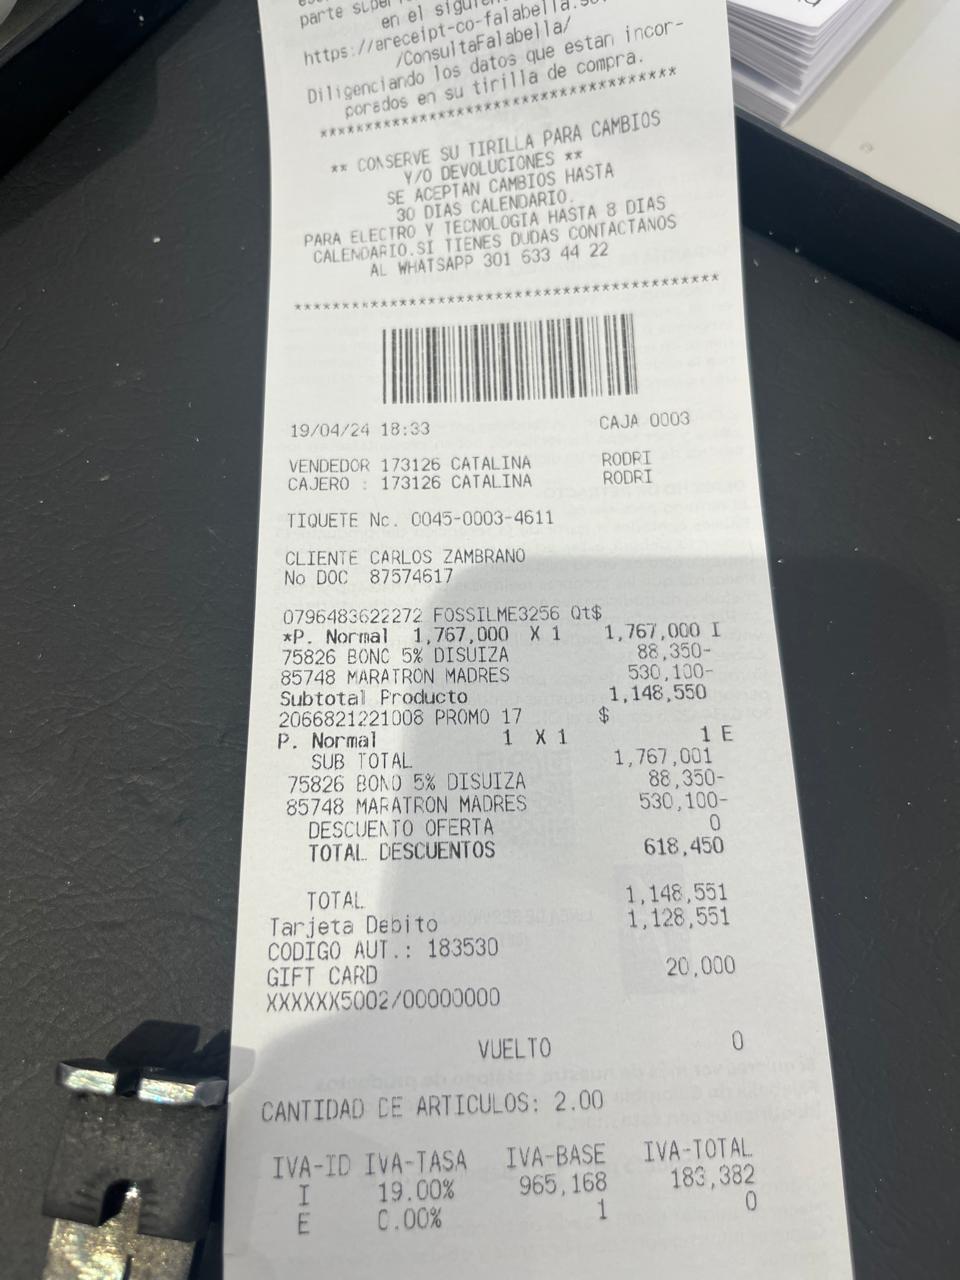 parte
en el
https://areceipt-co-falabella.
/ConsultaFalabella/
Diligenciando los datos que estan incor-
porados en su tirilla de compra.
***********************************
** CONSERVE SU TIRILLA PARA CAMBIOS
Y/O DEVOLUCIONES **
SE ACEPTAN CAMBIOS HASTA
30 DIAS CALENDARIO.
PARA ELECTRO Y TECNOLOGIA HASTA 8 DIAS
CALENDARIO.SI TIENES DUDAS CONTACTANOS
AL WHATSAPP 301 633 44 22
******************************************
19/04/24 18:33 CAJA 0003
VENDEDOR 173126 CATALINA RODRI
CAJERO : 173126 CATALINA RODRI
TIQUETE No. 0045-0003-4611
CLIENTE CARLOS ZAMBRANO
No DOC 87574617
0796483622272 FOSSILME3256 Qt$
*P. Normal 1,767,000 X 1 1,767,000 I
75826 BONO 5% DISUIZA 88,350-
85748 MARATRON MADRES 530,100-
Subtotal Producto 1,148,550
2066821221008 PROMO 17 $
P. Normal 1 X 1 1 E
SUB TOTAL 1,767,001
75826 BONO 5% DISUIZA 88,350-
85748 MARATRON MADRES 530,100-
DESCUENTO OFERTA 0
TOTAL DESCUENTOS 618,450
TOTAL 1,148,551
Tarjeta Debito 1,128,551
CODIGO AUT.: 183530
GIFT CARD 20,000
XXXXXX5002/00000000
VUELTO 0
CANTIDAD DE ARTICULOS: 2.00
IVA-ID IVA-TASA IVA-BASE IVA-TOTAL
I 19.00% 965,168 183,382
E 0.00% 1 0